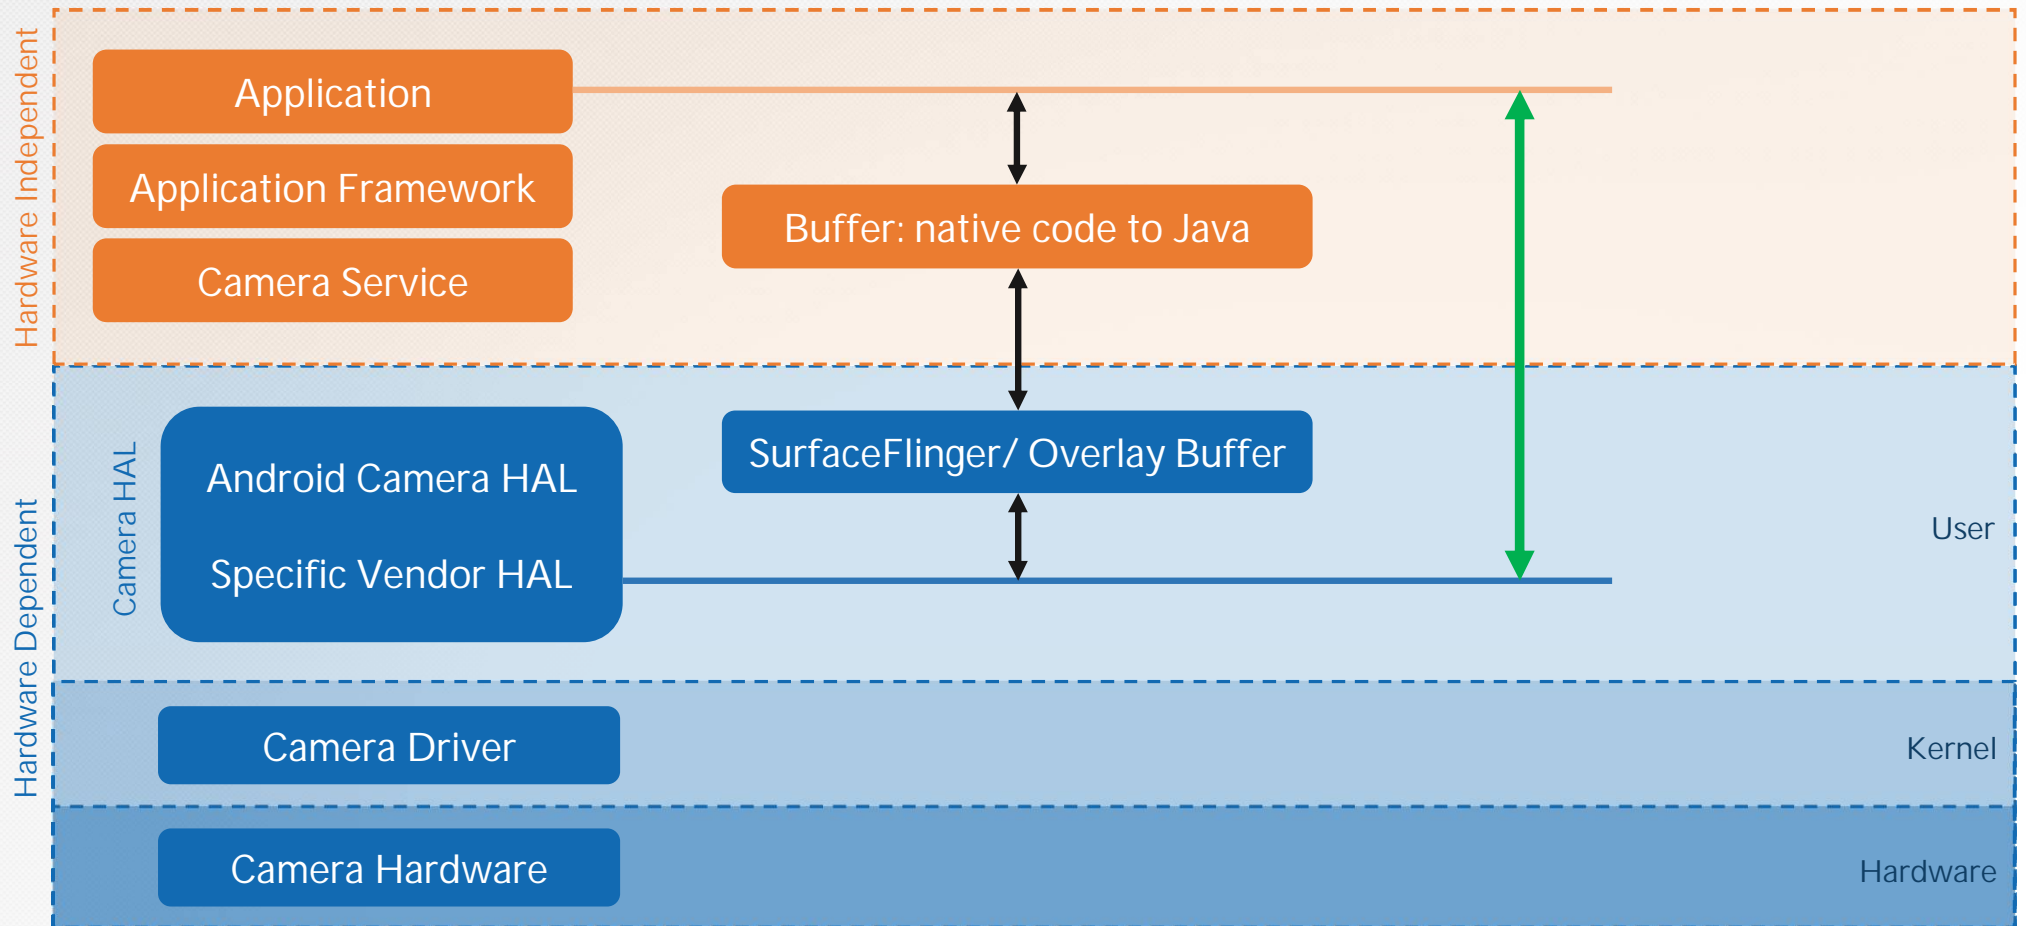 Hardware Independent
Application
Application Framework
Camera Service
Buffer: native code to Java
Hardware Dependent
Camera HAL
Android Camera HAL
Specific Vendor HAL
SurfaceFlinger/ Overlay Buffer
User
Camera Driver
Kernel
Camera Hardware
Hardware